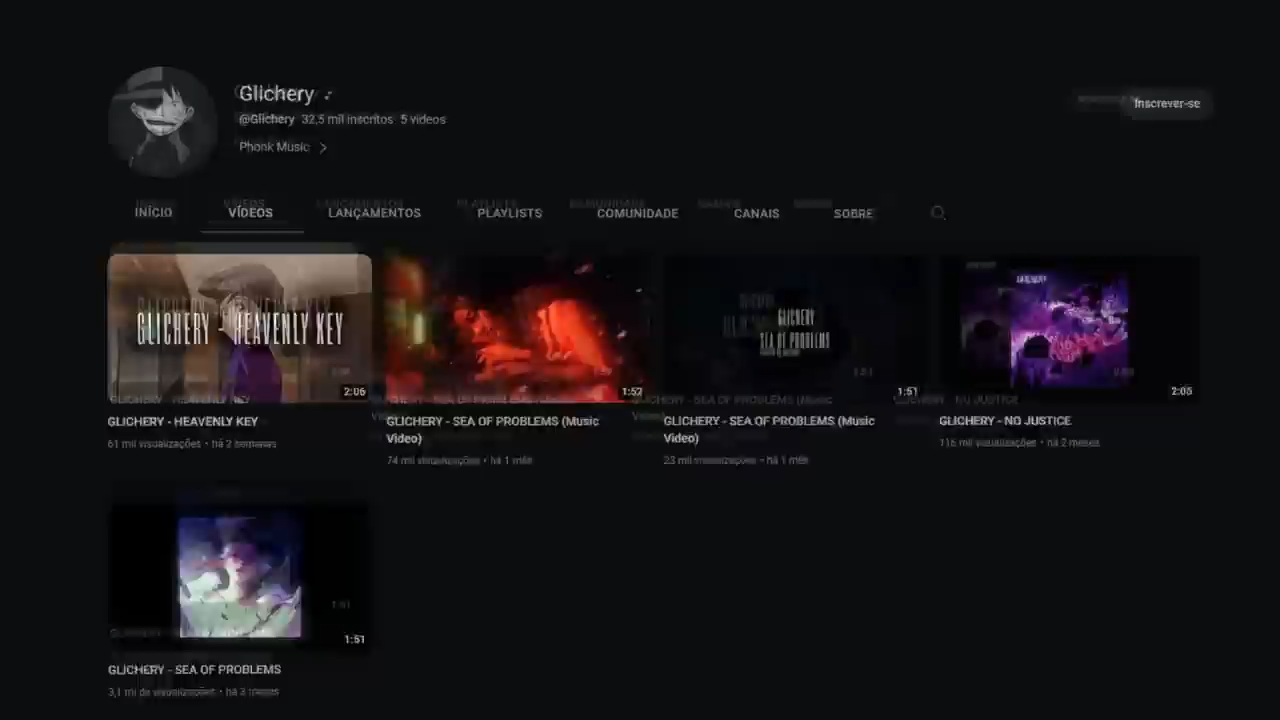 Glichery
@Glichery 32,5 mil inscritos 5 vídeos
Phonk Music
Inscrever-se
INÍCIO VÍDEOS LANÇAMENTOS PLAYLISTS COMUNIDADE CANAIS SOBRE
GLICHERY - HEAVENLY KEY
GLICHERY
SEA OF PROBLEMS
GLICHERY
2:06 1:52 1:51 2:05
GLICHERY - HEAVENLY KEY
61 mil visualizações • há 2 semanas
GLICHERY - SEA OF PROBLEMS (Music
Video)
74 mil visualizações • há 1 mês
GLICHERY - SEA OF PROBLEMS (Music
Video)
23 mil visualizações • há 1 mês
GLICHERY - NO JUSTICE
116 mil visualizações • há 2 meses
1:51
GLICHERY - SEA OF PROBLEMS
3,1 mi de visualizações • há 3 meses